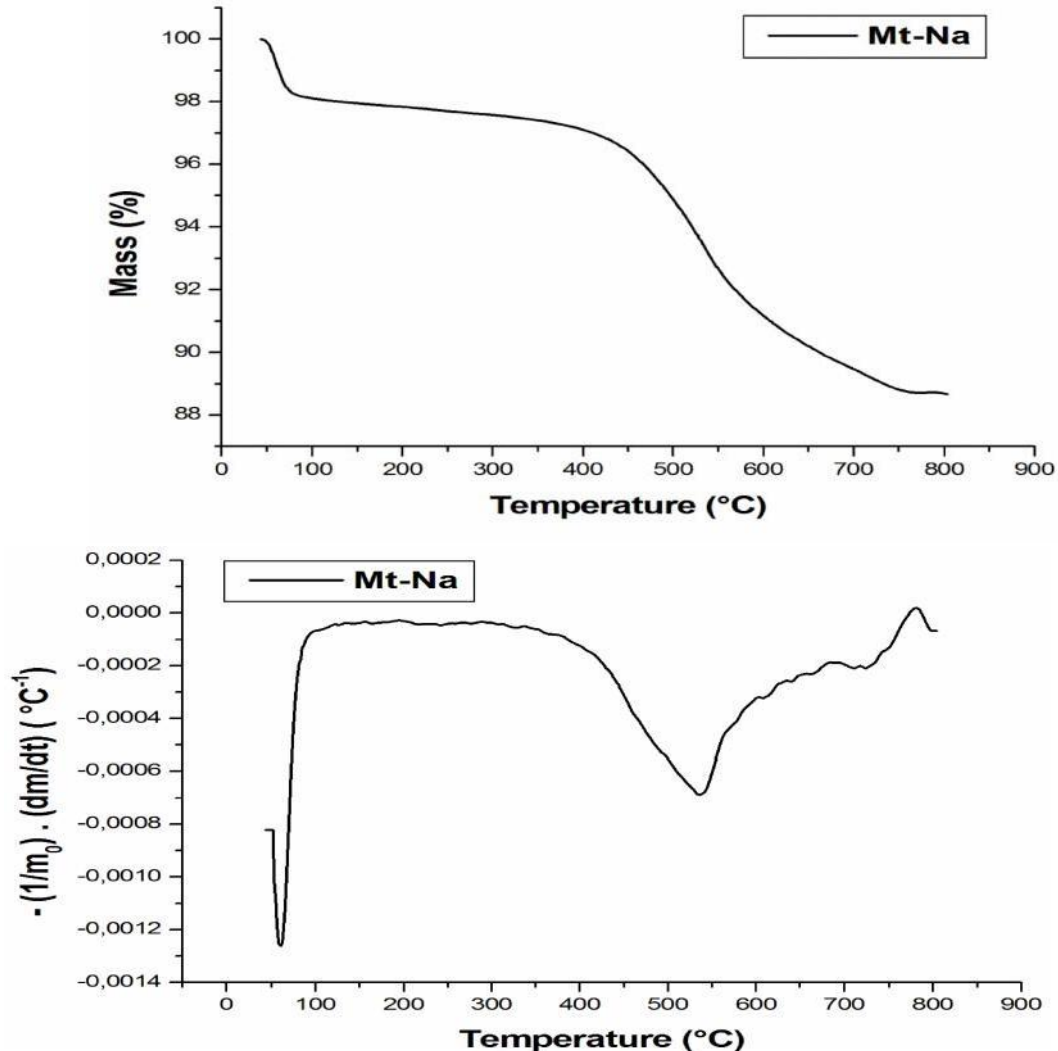 Mt-Na
100
98
96
94
92
90
88
Mass (%)
0 100 200 300 400 500 600 700 800 900
Temperature (°C)
Mt-Na
0,0002
0,0000
-0,0002
-0,0004
-0,0006
-0,0008
-0,0010
-0,0012
-0,0014
- (1/m₀) . (dm/dt) ( °C⁻¹)
0 100 200 300 400 500 600 700 800 900
Temperature (°C)